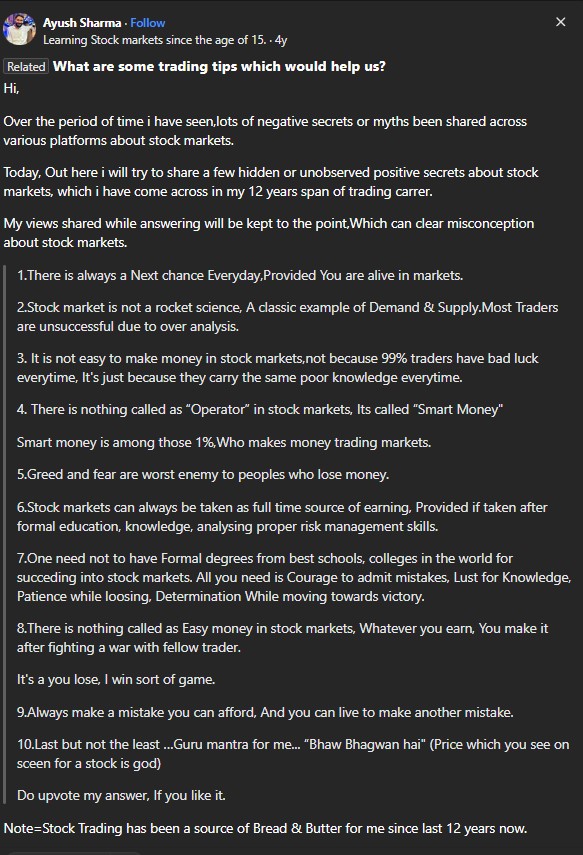 Ayush Sharma · Follow
Learning Stock markets since the age of 15. · 4y
Related What are some trading tips which would help us?
Hi,
Over the period of time i have seen,lots of negative secrets or myths been shared across
various platforms about stock markets.
Today, Out here i will try to share a few hidden or unobserved positive secrets about stock
markets, which i have come across in my 12 years span of trading carrer.
My views shared while answering will be kept to the point,Which can clear misconception
about stock markets.
1.There is always a Next chance Everyday,Provided You are alive in markets.
2.Stock market is not a rocket science, A classic example of Demand & Supply.Most Traders
are unsuccessful due to over analysis.
3. It is not easy to make money in stock markets,not because 99% traders have bad luck
everytime, It's just because they carry the same poor knowledge everytime.
4. There is nothing called as “Operator” in stock markets, Its called “Smart Money"
Smart money is among those 1%,Who makes money trading markets.
5.Greed and fear are worst enemy to peoples who lose money.
6.Stock markets can always be taken as full time source of earning, Provided if taken after
formal education, knowledge, analysing proper risk management skills.
7.One need not to have Formal degrees from best schools, colleges in the world for
succeding into stock markets. All you need is Courage to admit mistakes, Lust for Knowledge,
Patience while loosing, Determination While moving towards victory.
8.There is nothing called as Easy money in stock markets, Whatever you earn, You make it
after fighting a war with fellow trader.
It's a you lose, I win sort of game.
9.Always make a mistake you can afford, And you can live to make another mistake.
10.Last but not the least ...Guru mantra for me... “Bhaw Bhagwan hai" (Price which you see on
sceen for a stock is god)
Do upvote my answer, If you like it.
Note=Stock Trading has been a source of Bread & Butter for me since last 12 years now.